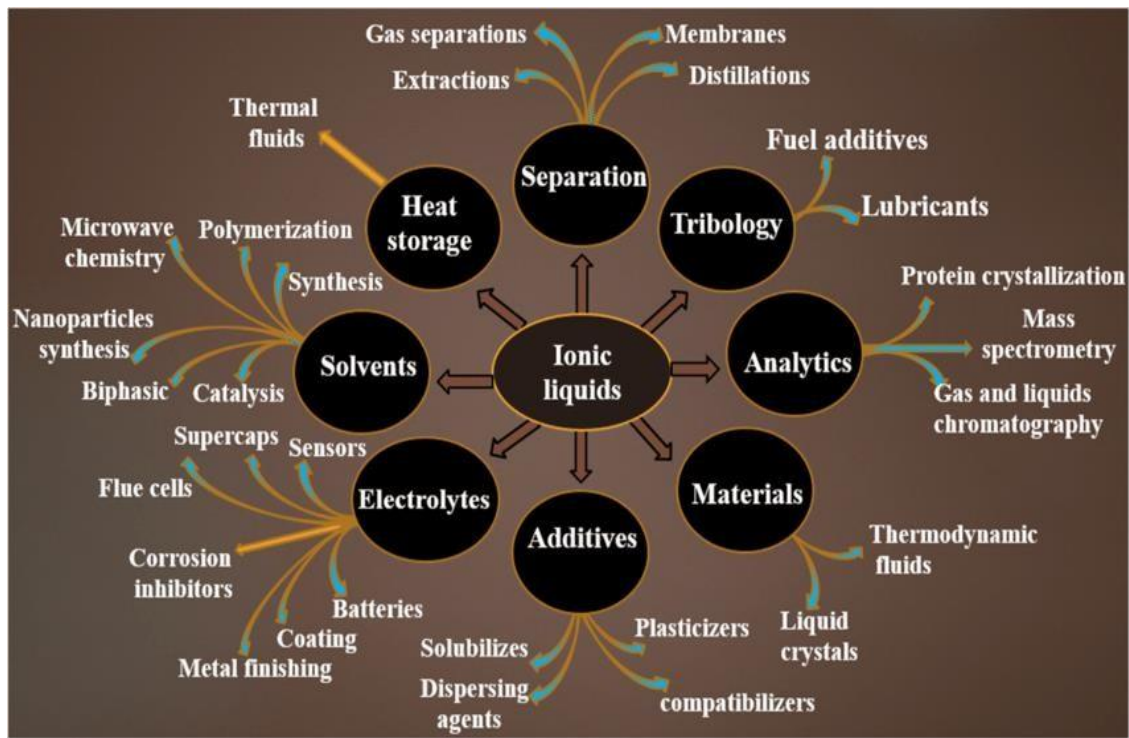 Gas separations
Membranes
Extractions
Distillations
Thermal
fluids
Separation
Fuel additives
Lubricants
Tribology
Heat
storage
Microwave
chemistry
Polymerization
Synthesis
Nanoparticles
synthesis
Biphasic
Catalysis
Solvents
Ionic
liquids
Protein crystallization
Mass
spectrometry
Gas and liquids
chromatography
Analytics
Supercaps
Sensors
Flue cells
Electrolytes
Corrosion
inhibitors
Batteries
Coating
Metal finishing
Additives
Solubilizes
Dispersing
agents
Plasticizers
compatibilizers
Materials
Thermodynamic
fluids
Liquid
crystals